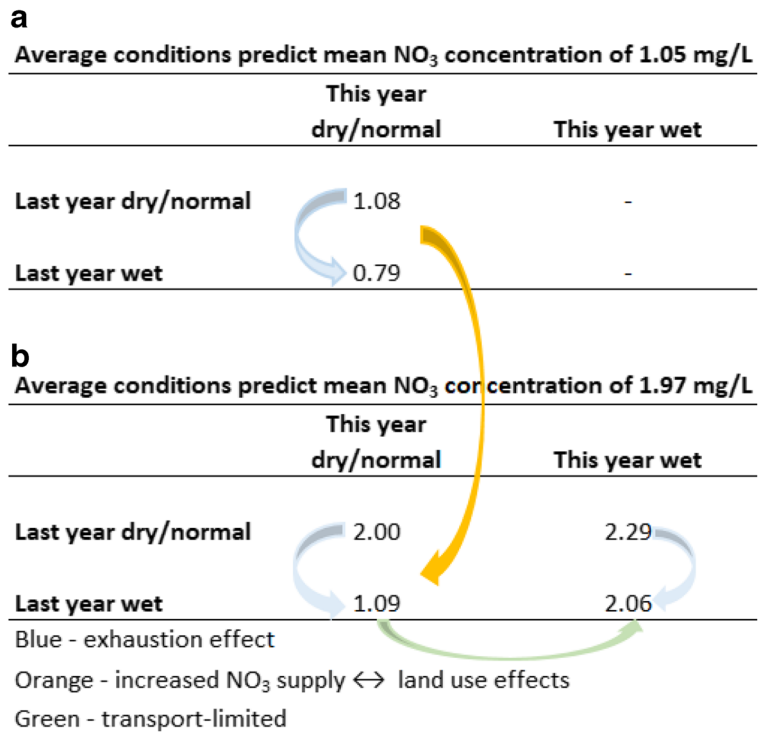 a
Average conditions predict mean NO₃ concentration of 1.05 mg/L
This year
dry/normal This year wet
Last year dry/normal 1.08 -
Last year wet 0.79 -
b
Average conditions predict mean NO₃ concentration of 1.97 mg/L
This year
dry/normal This year wet
Last year dry/normal 2.00 2.29
Last year wet 1.09 2.06
Blue - exhaustion effect
Orange - increased NO₃ supply ↔ land use effects
Green - transport-limited